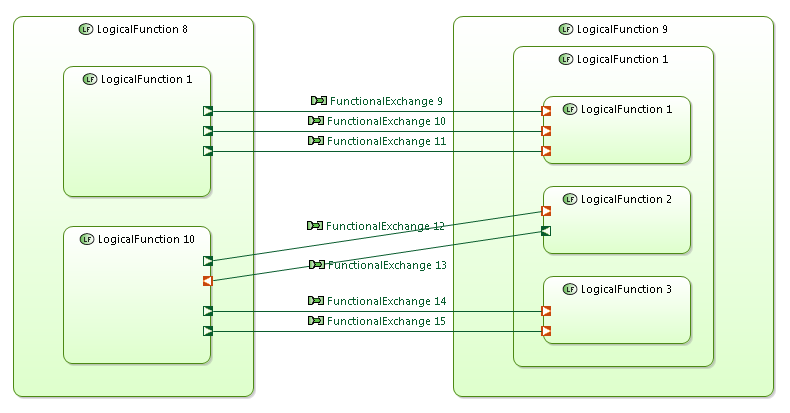 LF LogicalFunction 8
LF LogicalFunction 9
LF LogicalFunction 1
LF LogicalFunction 1
FunctionalExchange 9
LF LogicalFunction 1
FunctionalExchange 10
FunctionalExchange 11
LF LogicalFunction 2
FunctionalExchange 12
LF LogicalFunction 10
FunctionalExchange 13
LF LogicalFunction 3
FunctionalExchange 14
FunctionalExchange 15